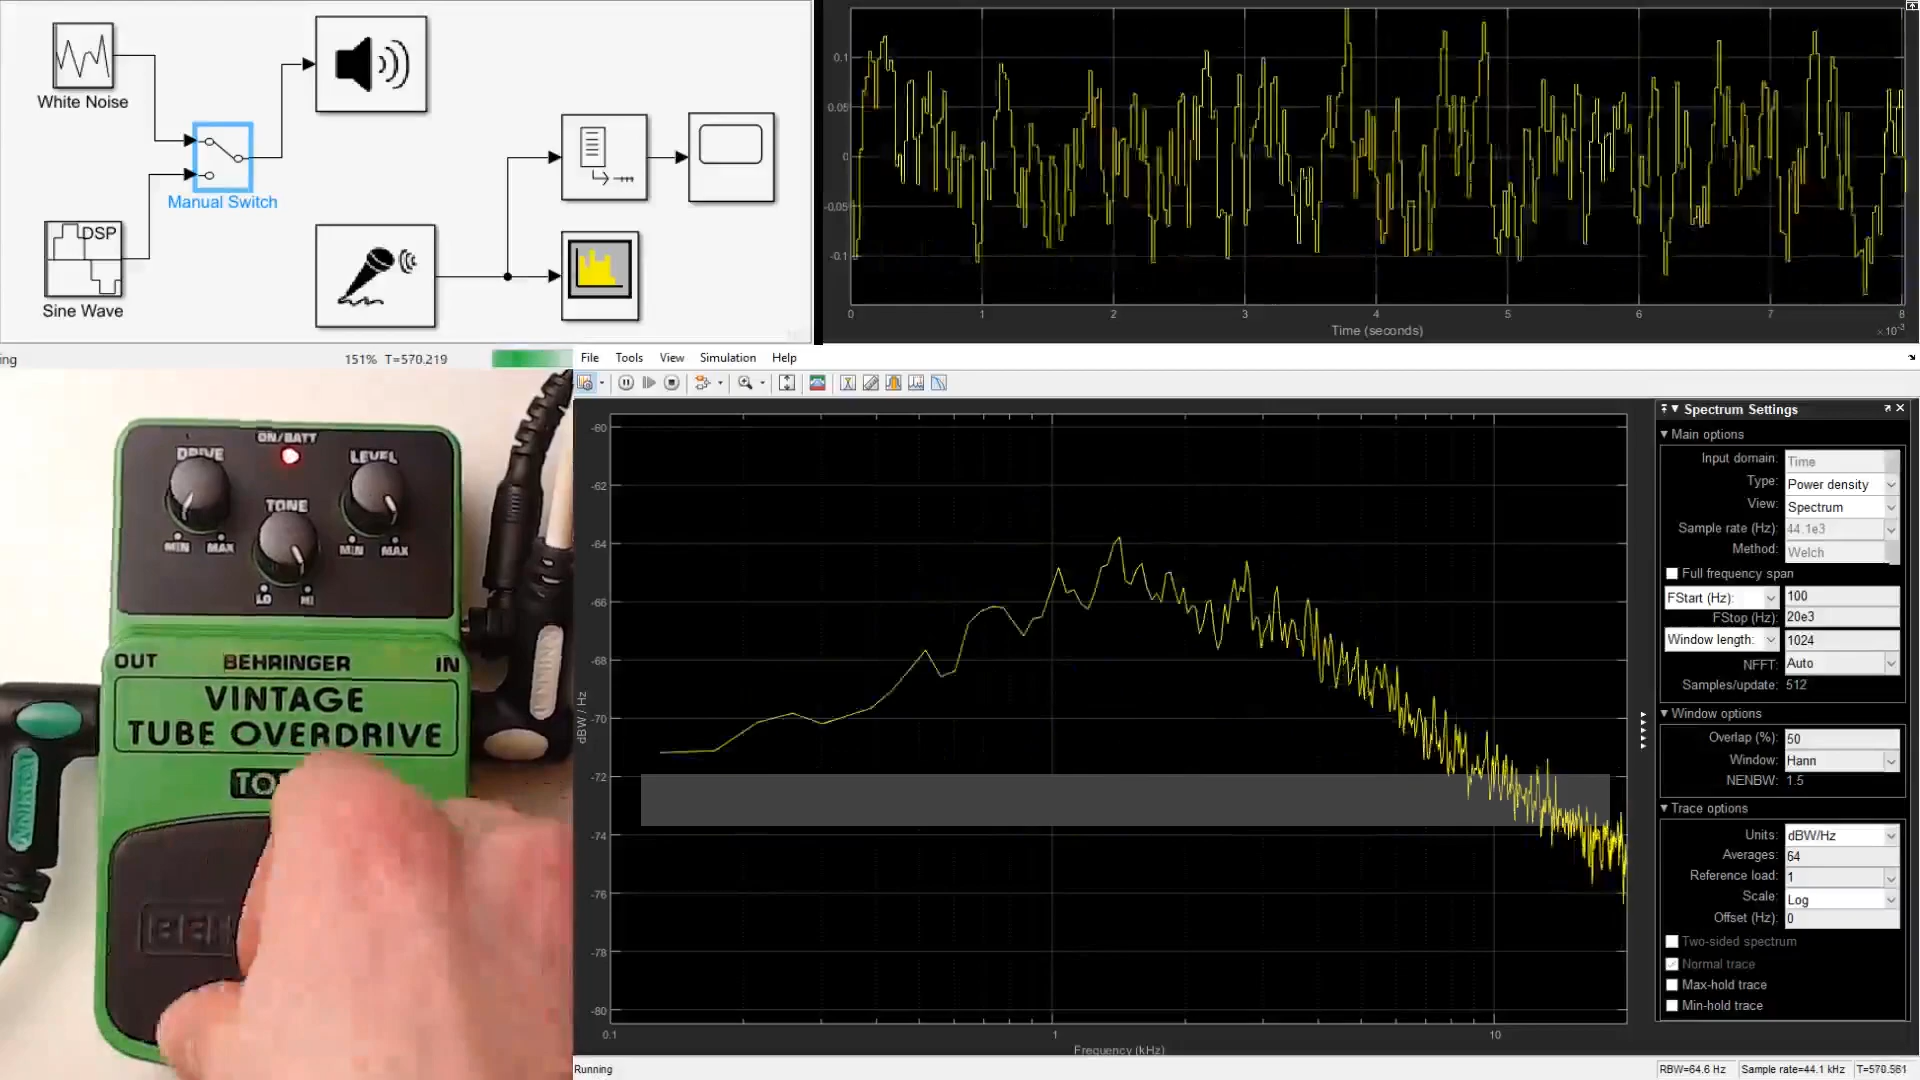 White Noise
Manual Switch
DSP
Sine Wave
0.1
0.05
0
-0.05
-0.1
0 1 2 3 4 5 6 7 8
×10-3
Time (seconds)
ing
151% T=570.219
File Tools View Simulation Help
ON/BATT
DRIVE
LEVEL
TONE
MIN MAX
MIN MAX
LO HI
OUT BEHRINGER IN
VINTAGE
TUBE OVERDRIVE
-60
-62
-64
-66
-68
-70
-72
-74
-76
-78
-80
dBW / Hz
0.1 1 10
Frequency (kHz)
Spectrum Settings
Main options
Input domain: Time
Type: Power density
View: Spectrum
Sample rate (Hz): 44.1e3
Method: Welch
Full frequency span
FStart (Hz): 100
FStop (Hz): 20e3
Window length: 1024
NFFT: Auto
Samples/update: 512
Window options
Overlap (%): 50
Window: Hann
NENBW: 1.5
Trace options
Units: dBW/Hz
Averages: 64
Reference load: 1
Scale: Log
Offset (Hz): 0
Two-sided spectrum
Normal trace
Max-hold trace
Min-hold trace
Running
RBW=64.6 Hz Sample rate=44.1 kHz T=570.561